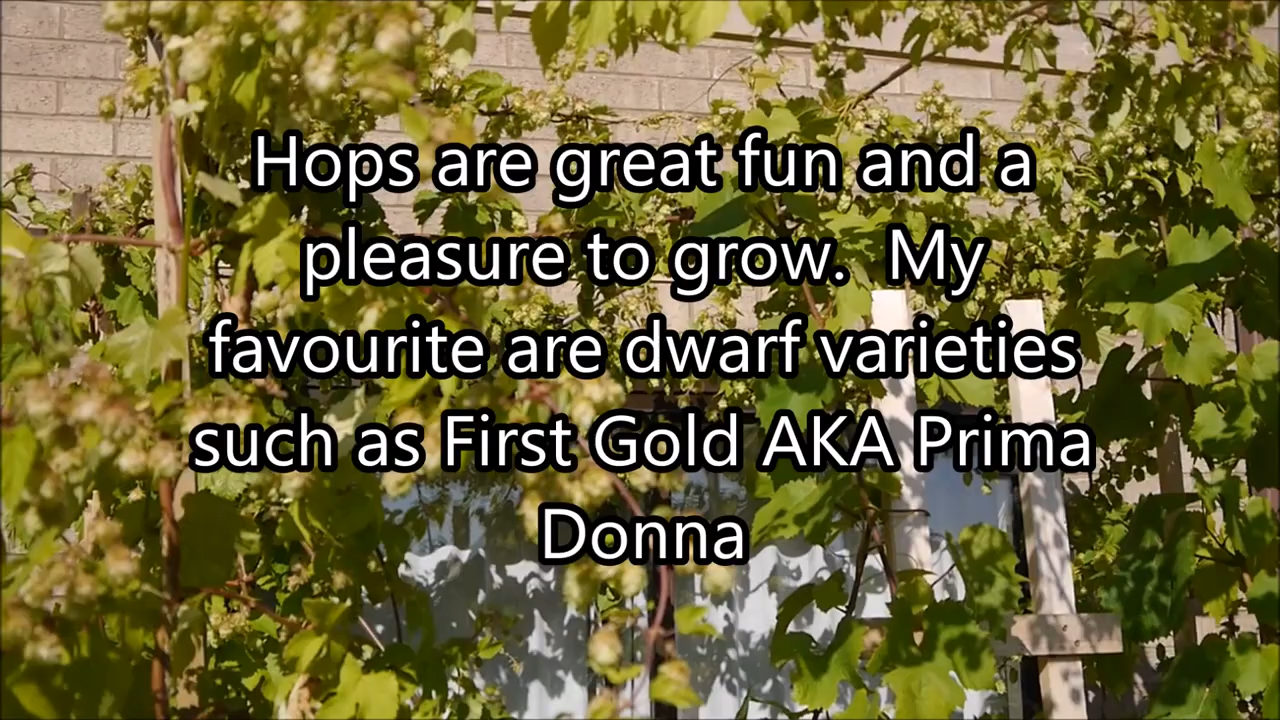 Hops are great fun and a
pleasure to grow.  My
favourite are dwarf varieties
such as First Gold AKA Prima
Donna